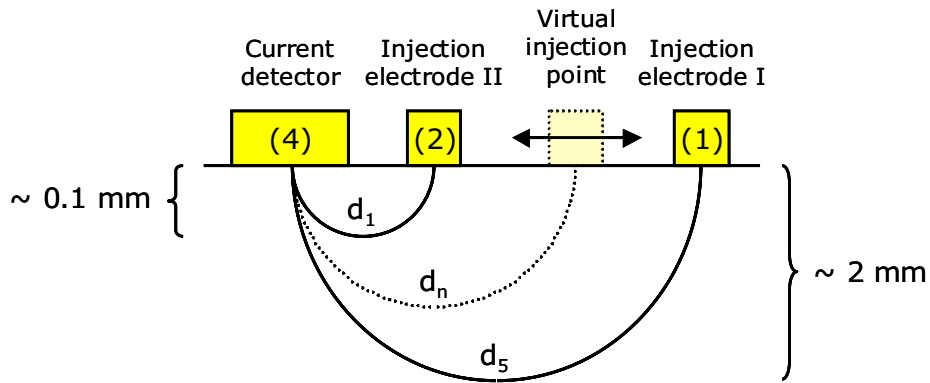 Virtual
injection
point
Current
detector
Injection
electrode II
Injection
electrode I
(4)
(2)
(1)
~ 0.1 mm
d1
dn
~ 2 mm
d5